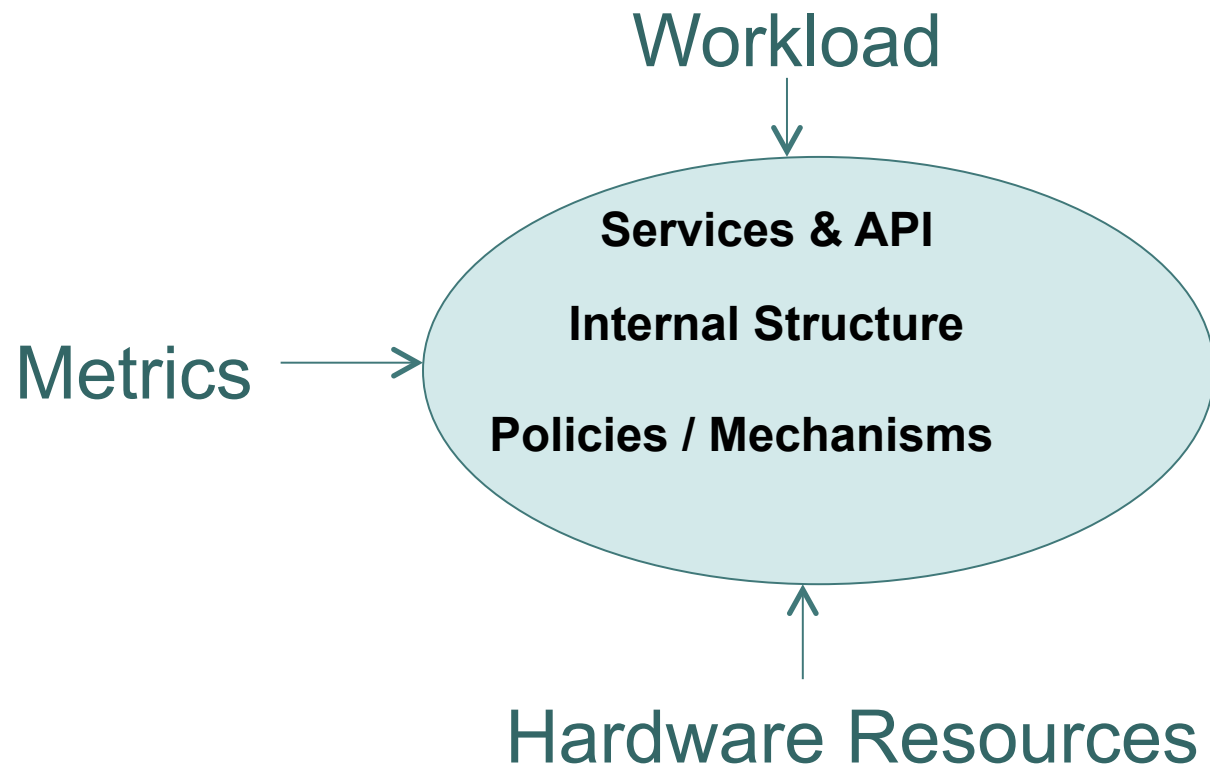 Workload
Services & API
Internal Structure
Metrics
Policies / Mechanisms
Hardware Resources